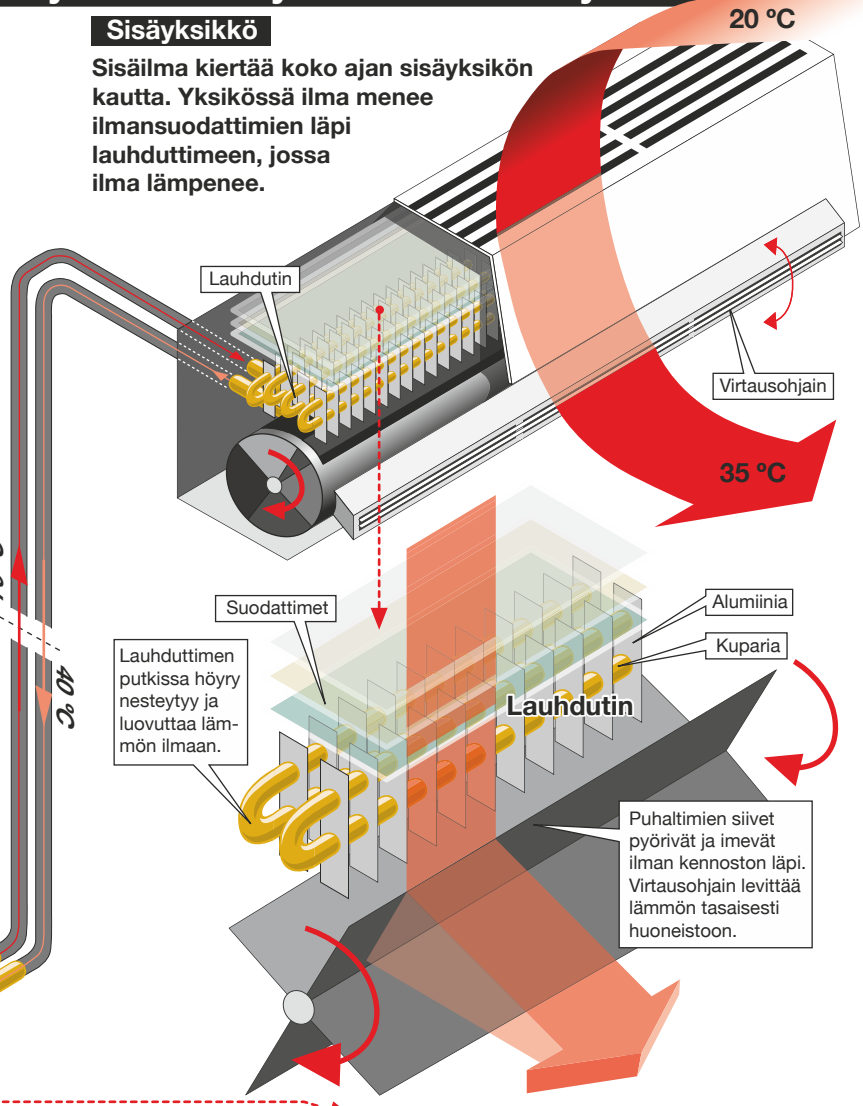 Sisäyksikkö
Sisäilma kiertää koko ajan sisäyksikön
kautta. Yksikössä ilma menee
ilmansuodattimien läpi
lauhduttimeen, jossa
ilma lämpenee.
20 ºC
Lauhdutin
Virtausohjain
35 ºC
Suodattimet
Alumiinia
Kuparia
Lauhduttimen
putkissa höyry
nesteytyy ja
luovuttaa läm-
mön ilmaan.
40 ºC
Lauhdutin
Puhaltimien siivet
pyörivät ja imevät
ilman kennoston läpi.
Virtausohjain levittää
lämmön tasaisesti
huoneistoon.